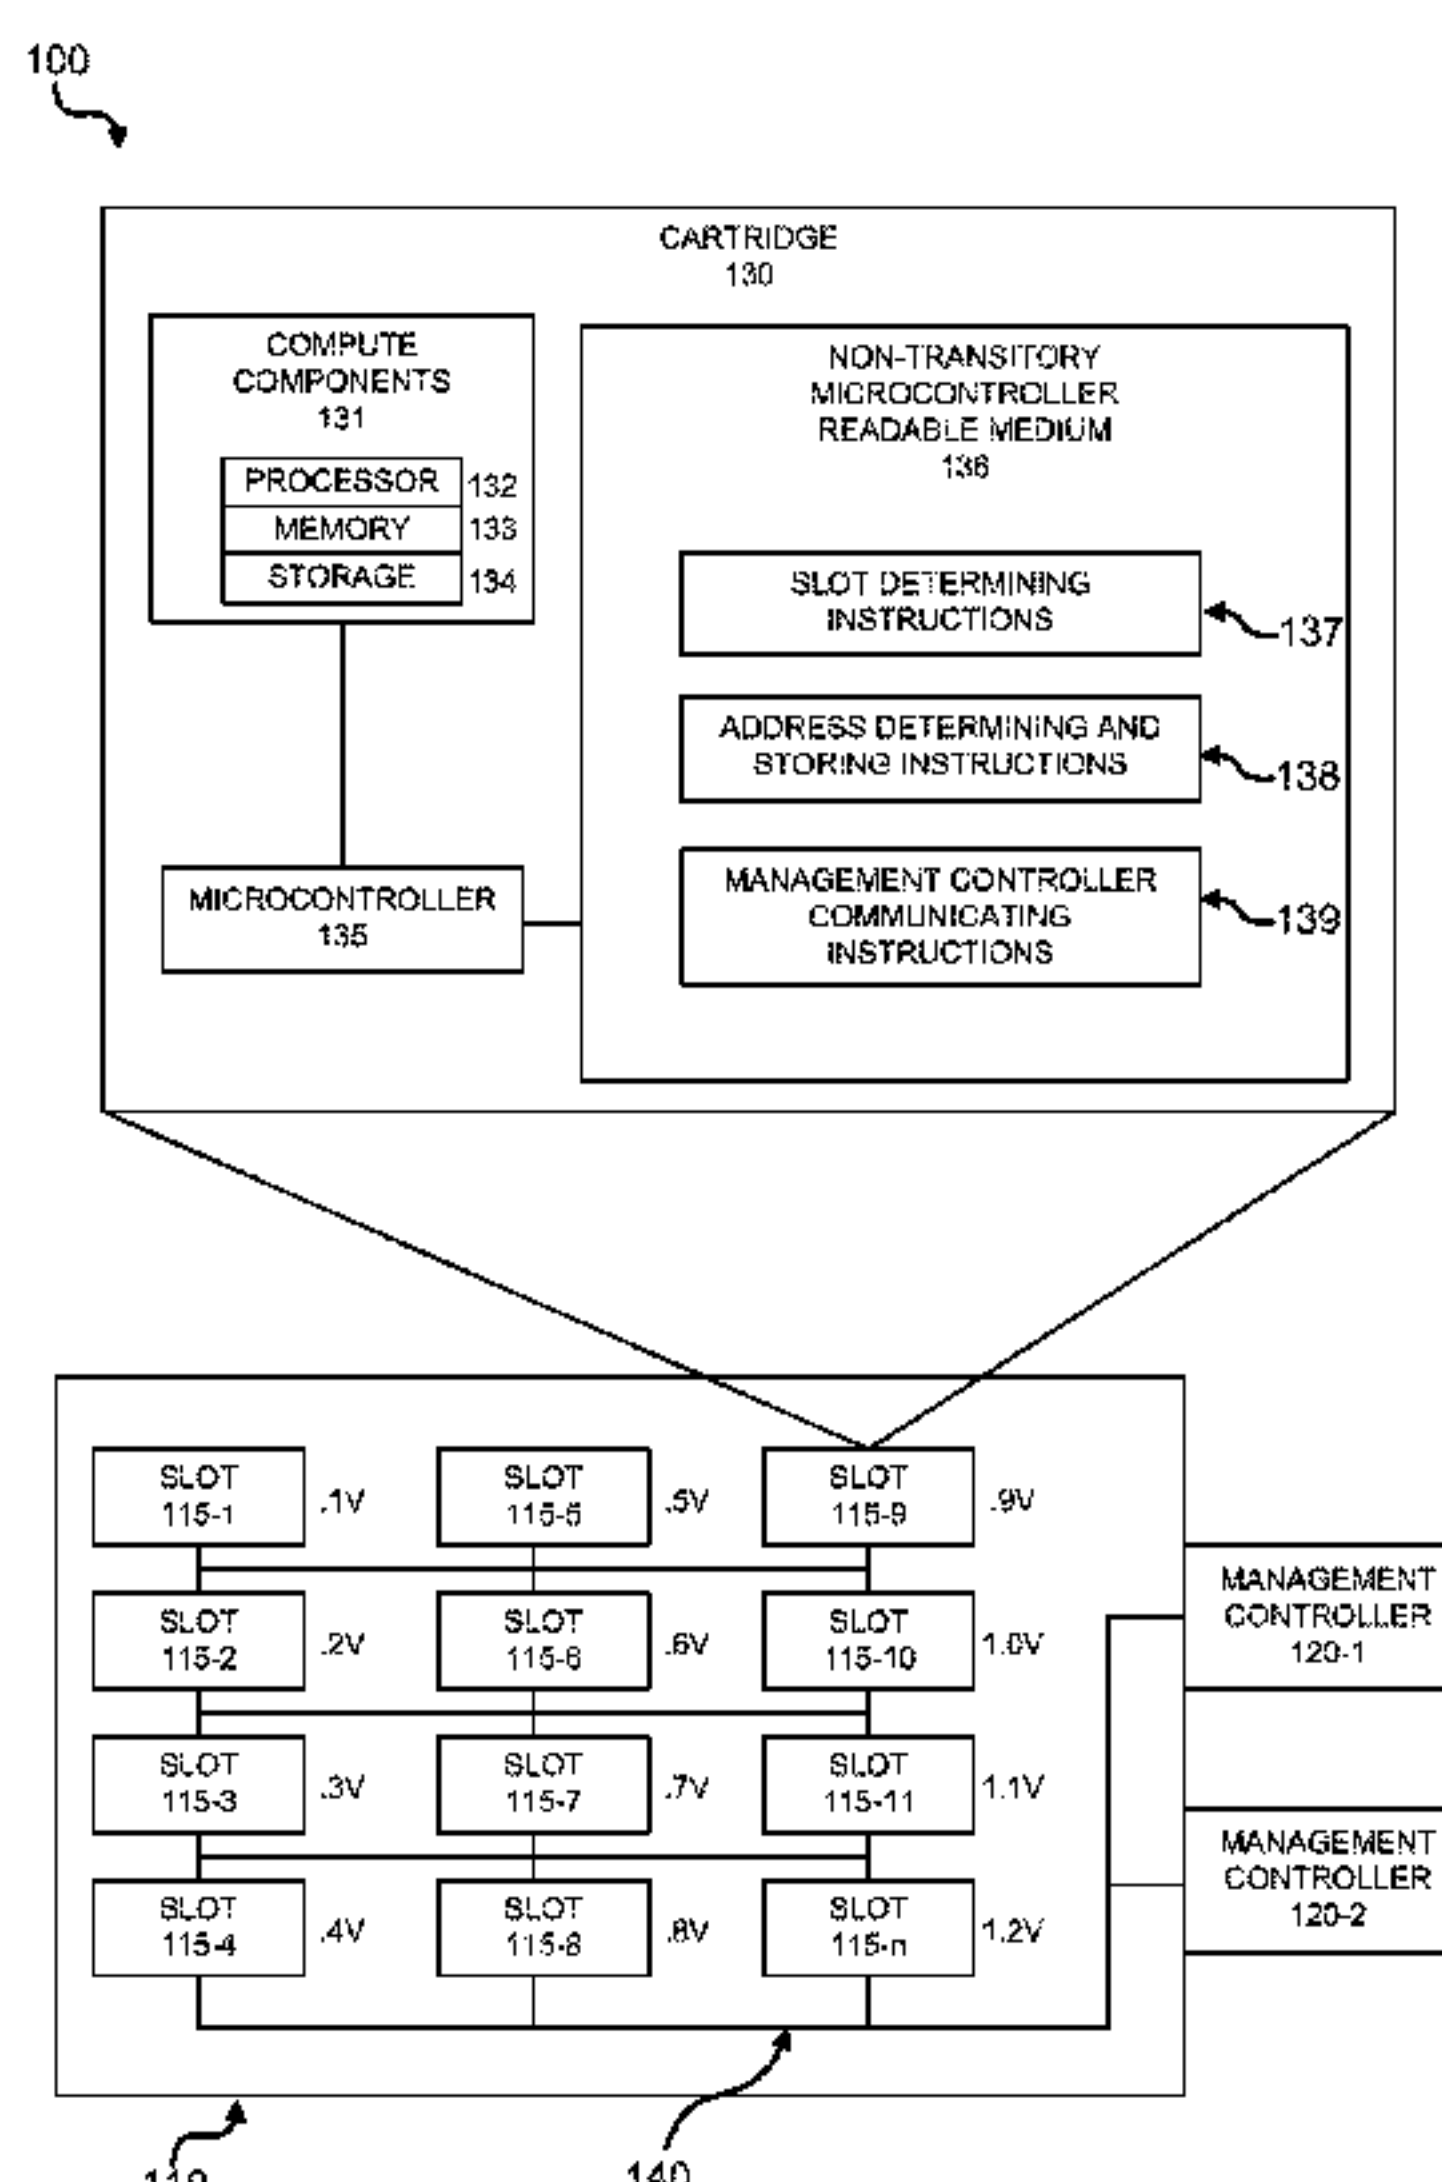 100
CARTRIDGE
130
COMPUTE
COMPONENTS
131
PROCESSOR 132
MEMORY 133
STORAGE 134
MICROCONTROLLER
135
NON-TRANSITORY
MICROCONTROLLER
READABLE MEDIUM
136
SLOT DETERMINING
INSTRUCTIONS
137
ADDRESS DETERMINING AND
STORING INSTRUCTIONS
138
MANAGEMENT CONTROLLER
COMMUNICATING
INSTRUCTIONS
139
SLOT
115-1
.1V
SLOT
115-5
.5V
SLOT
115-9
.9V
SLOT
115-2
.2V
SLOT
115-6
.6V
SLOT
115-10
1.0V
SLOT
115-3
.3V
SLOT
115-7
.7V
SLOT
115-11
1.1V
SLOT
115-4
.4V
SLOT
115-8
.8V
SLOT
115-n
1.2V
MANAGEMENT
CONTROLLER
120-1
MANAGEMENT
CONTROLLER
120-2
140